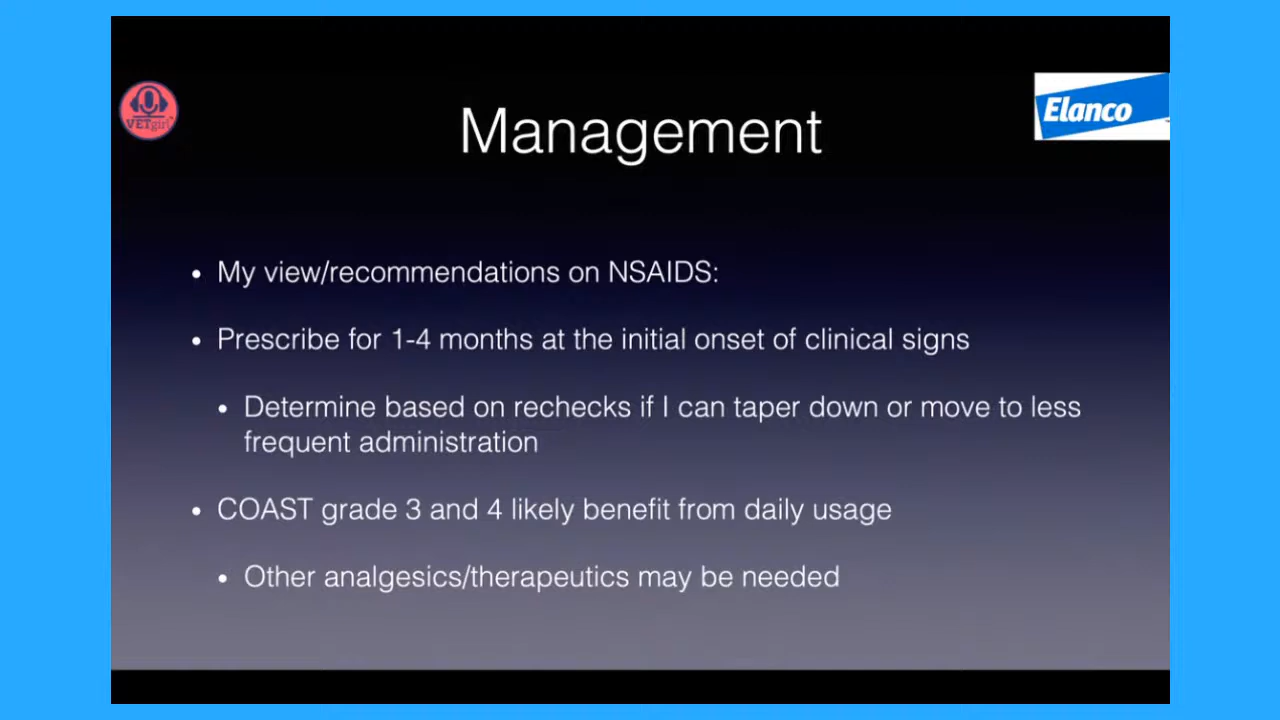 VETgirl
Elanco
Management
• My view/recommendations on NSAIDS:
• Prescribe for 1-4 months at the initial onset of clinical signs
• Determine based on rechecks if I can taper down or move to less
frequent administration
• COAST grade 3 and 4 likely benefit from daily usage
• Other analgesics/therapeutics may be needed